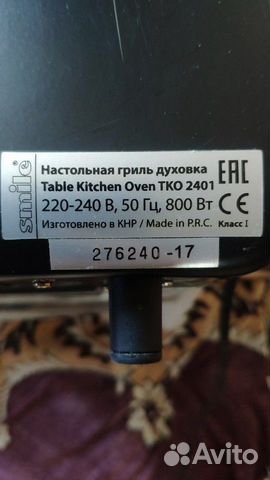 smile®
Настольная гриль духовка
Table Kitchen Oven TKO 2401
220-240 В, 50 Гц, 800 Вт
Изготовлено в КНР / Made in P.R.C.
EAC
CE
Класс I
276240-17
Avito